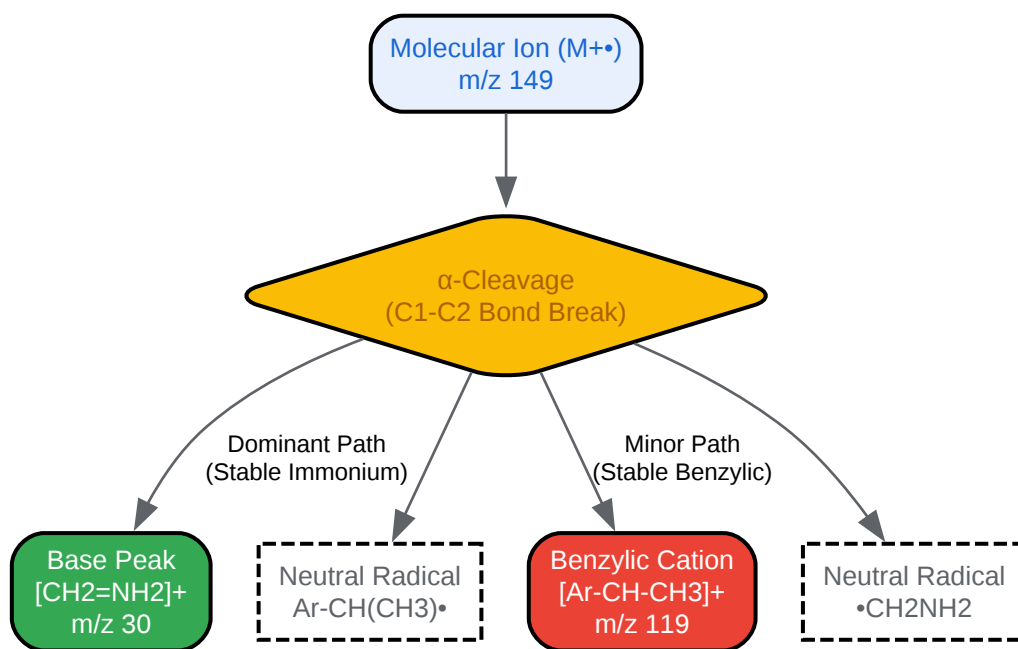 Molecular Ion (M+•)
m/z 149
α-Cleavage
(C1-C2 Bond Break)
Dominant Path
(Stable Immonium)
Minor Path
(Stable Benzylic)
Base Peak
[CH2=NH2]+
m/z 30
Neutral Radical
Ar-CH(CH3)•
Benzylic Cation
[Ar-CH-CH3]+
m/z 119
Neutral Radical
•CH2NH2